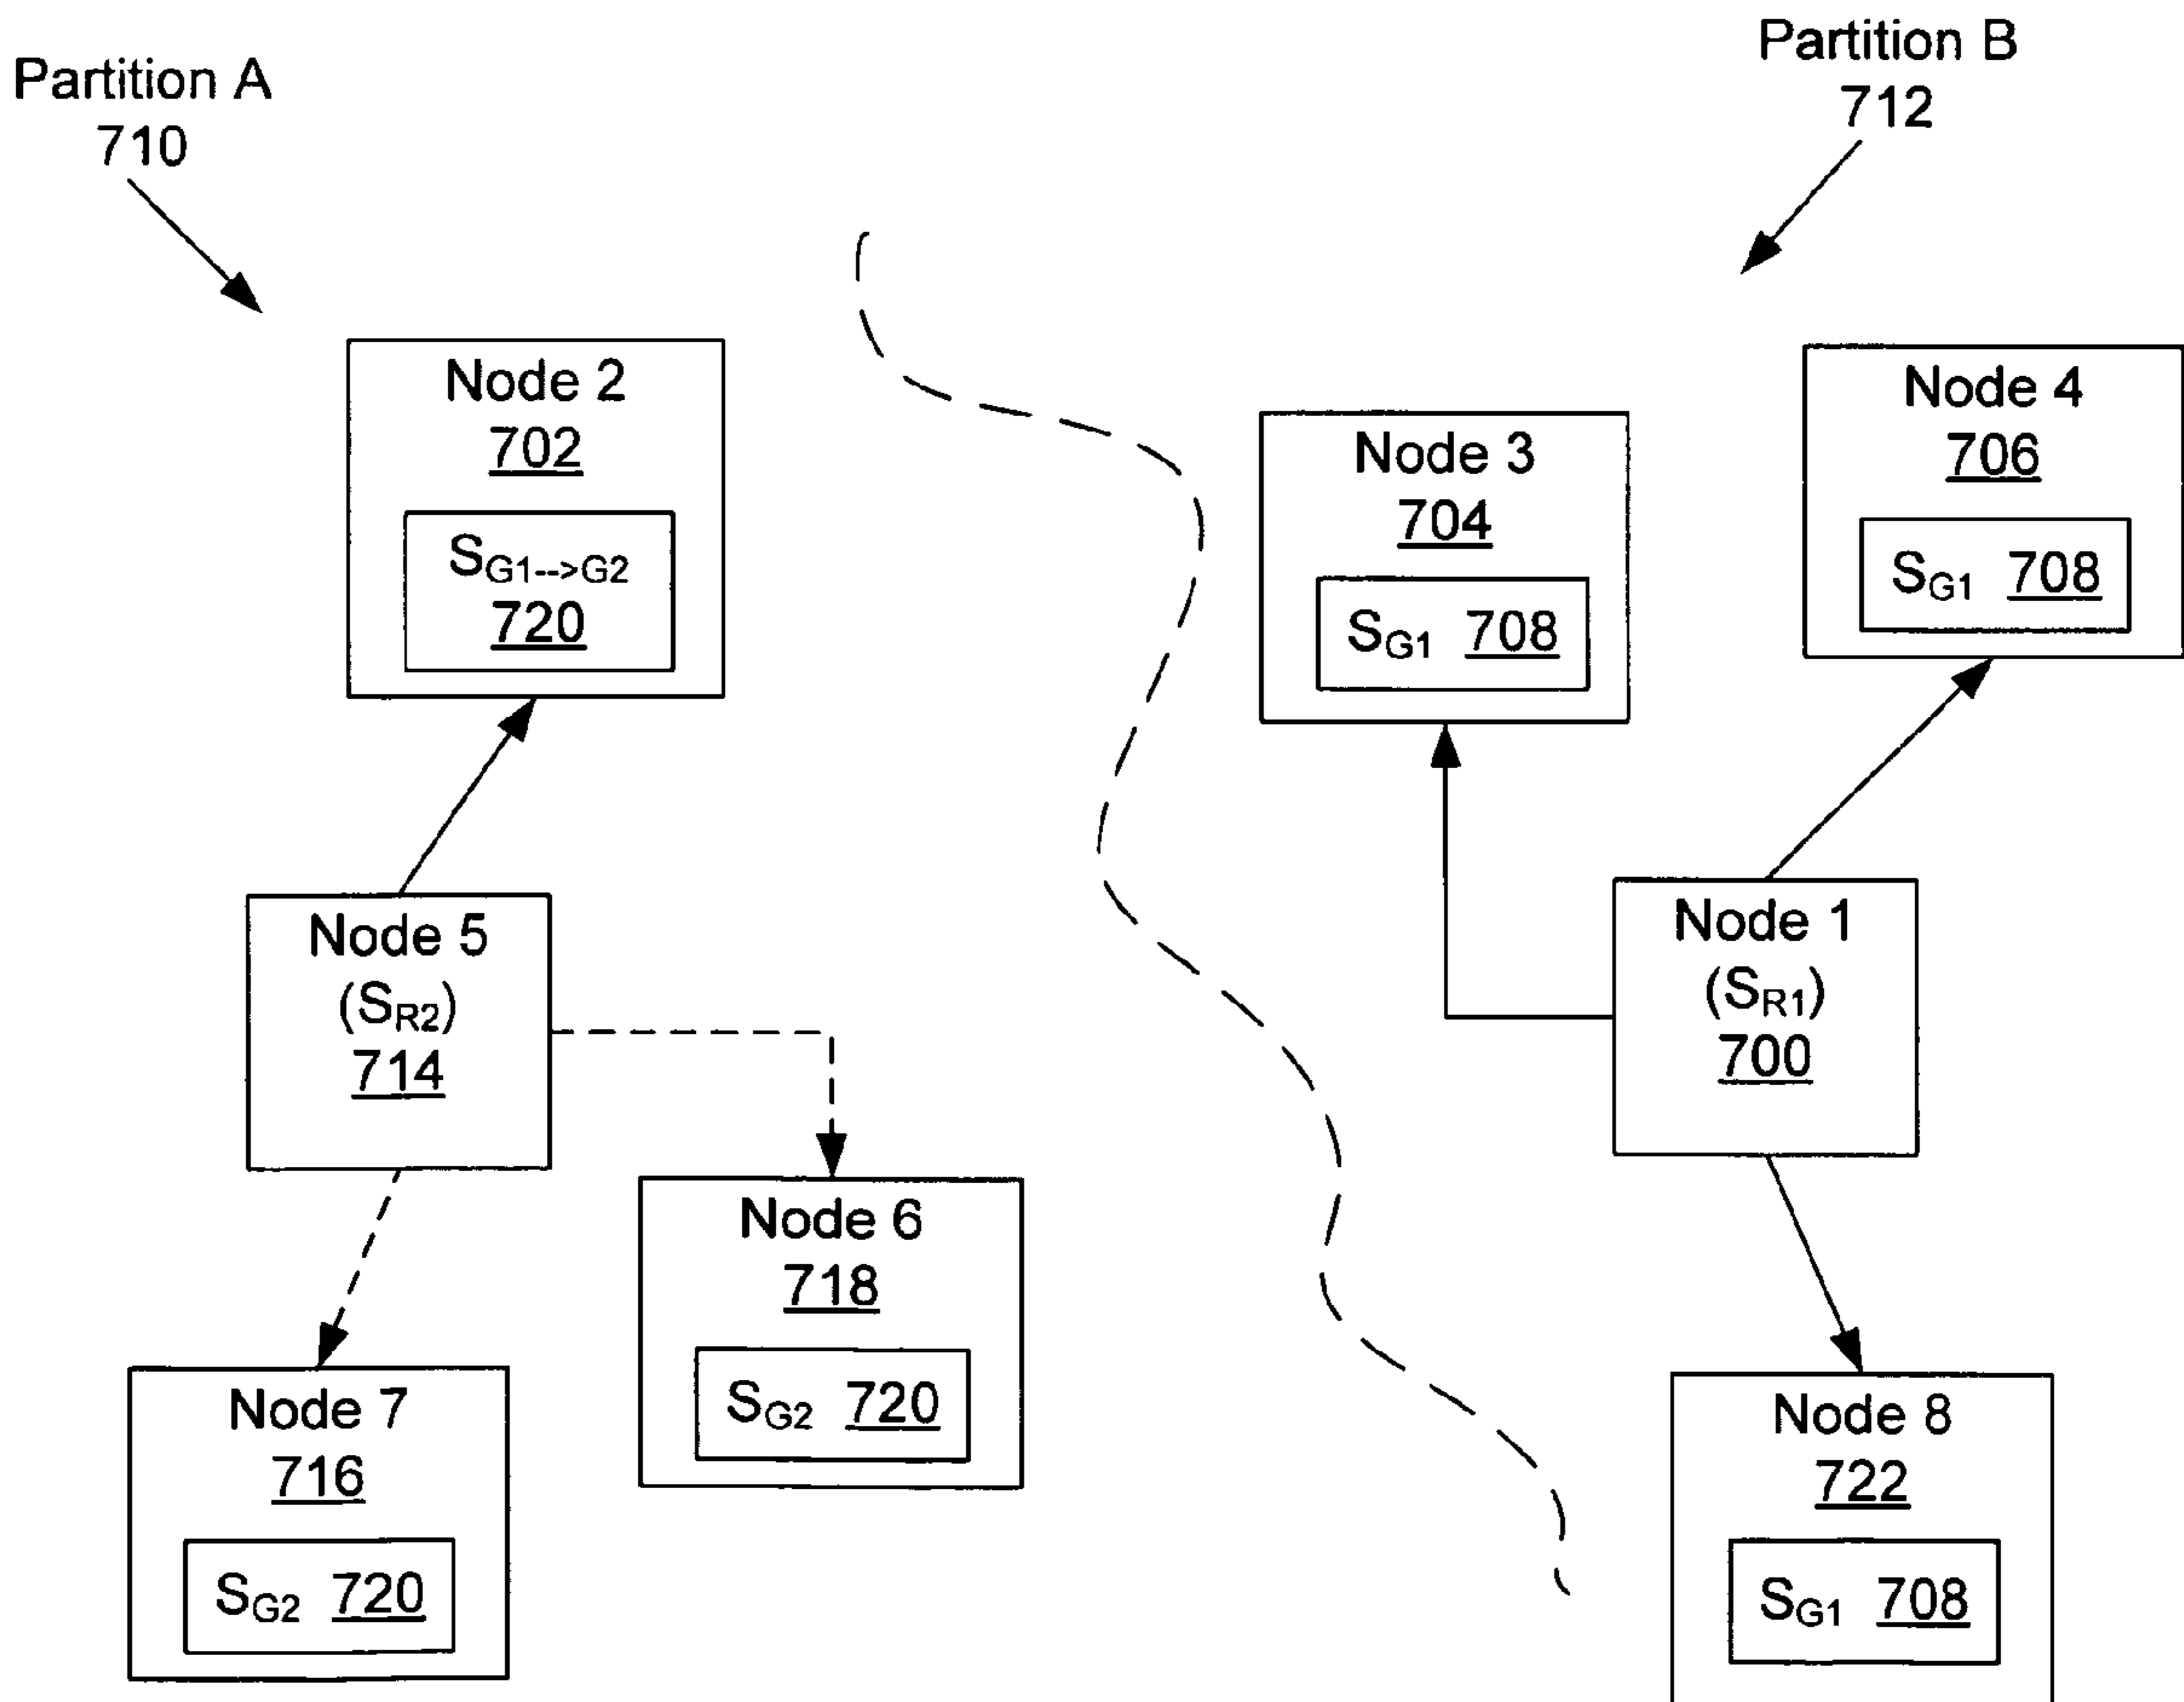 Partition A
710
Partition B
712
Node 2
702
SG1-->G2
720
Node 3
704
SG1 708
Node 4
706
SG1 708
Node 5
(SR2)
714
Node 1
(SR1)
700
Node 6
718
SG2 720
Node 7
716
SG2 720
Node 8
722
SG1 708